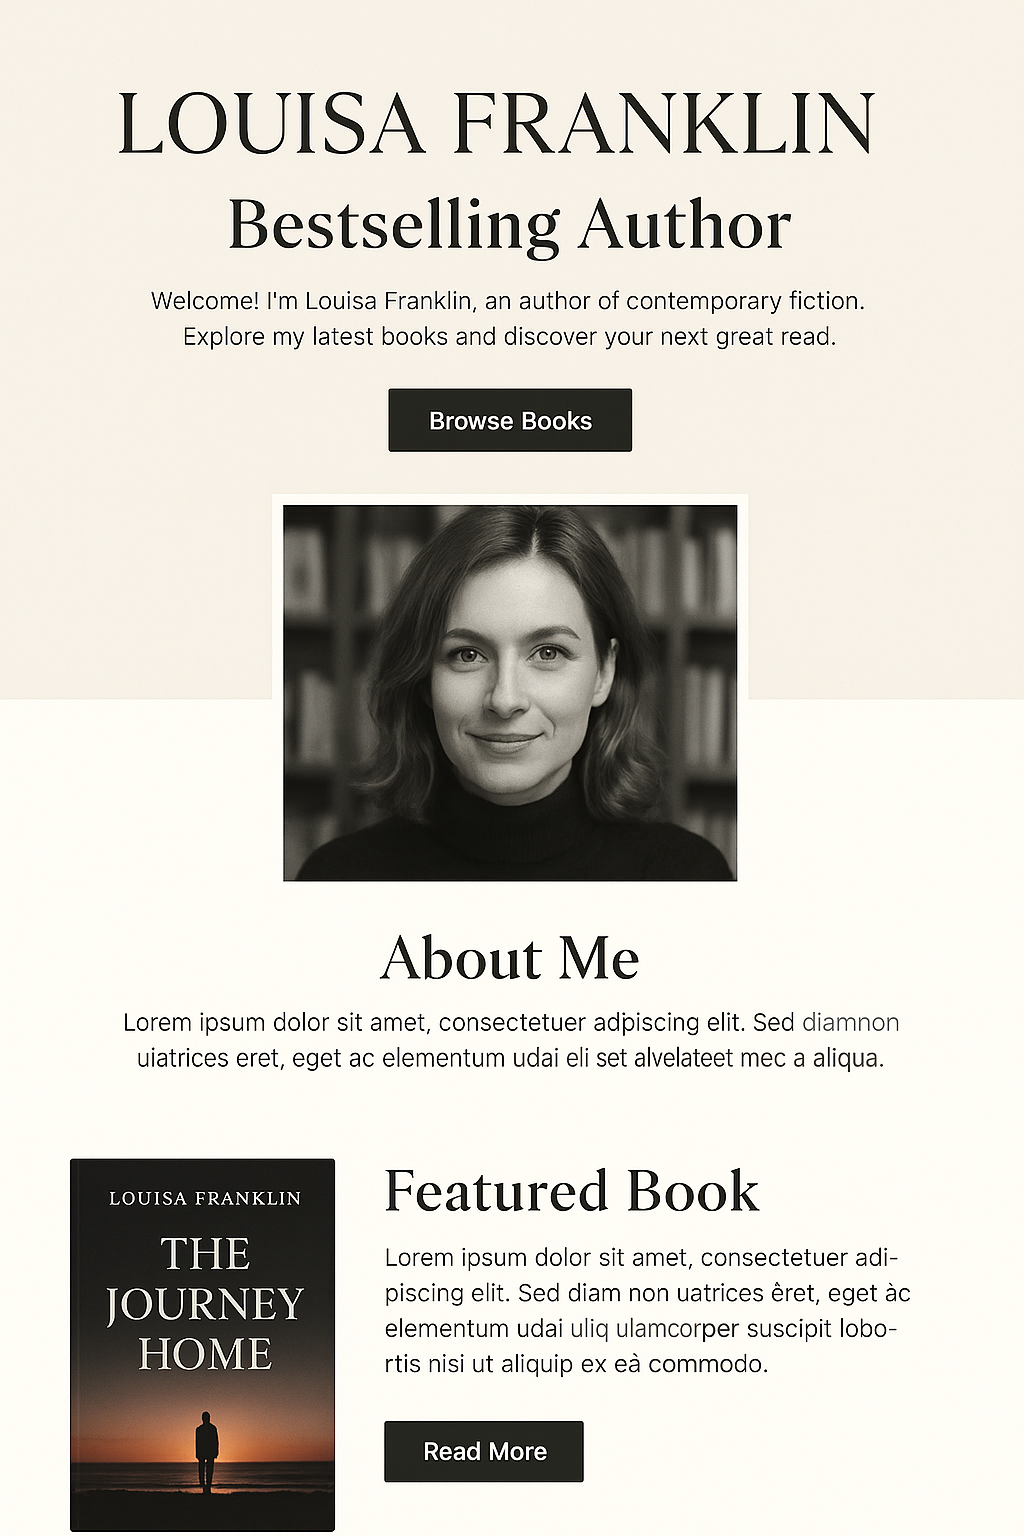 LOUISA FRANKLIN
Bestselling Author
Welcome! I'm Louisa Franklin, an author of contemporary fiction.
Explore my latest books and discover your next great read.
Browse Books
About Me
Lorem ipsum dolor sit amet, consectetuer adipiscing elit. Sed diamnon
uiatrices eret, eget ac elementum udai eli set alvelateet mec a aliqua.
LOUISA FRANKLIN
THE
JOURNEY
HOME
Featured Book
Lorem ipsum dolor sit amet, consectetuer adi-
piscing elit. Sed diam non uatrices êret, eget àc
elementum udai uliq ulamcorper suscipit lobo-
rtis nisi ut aliquip ex eà commodo.
Read More